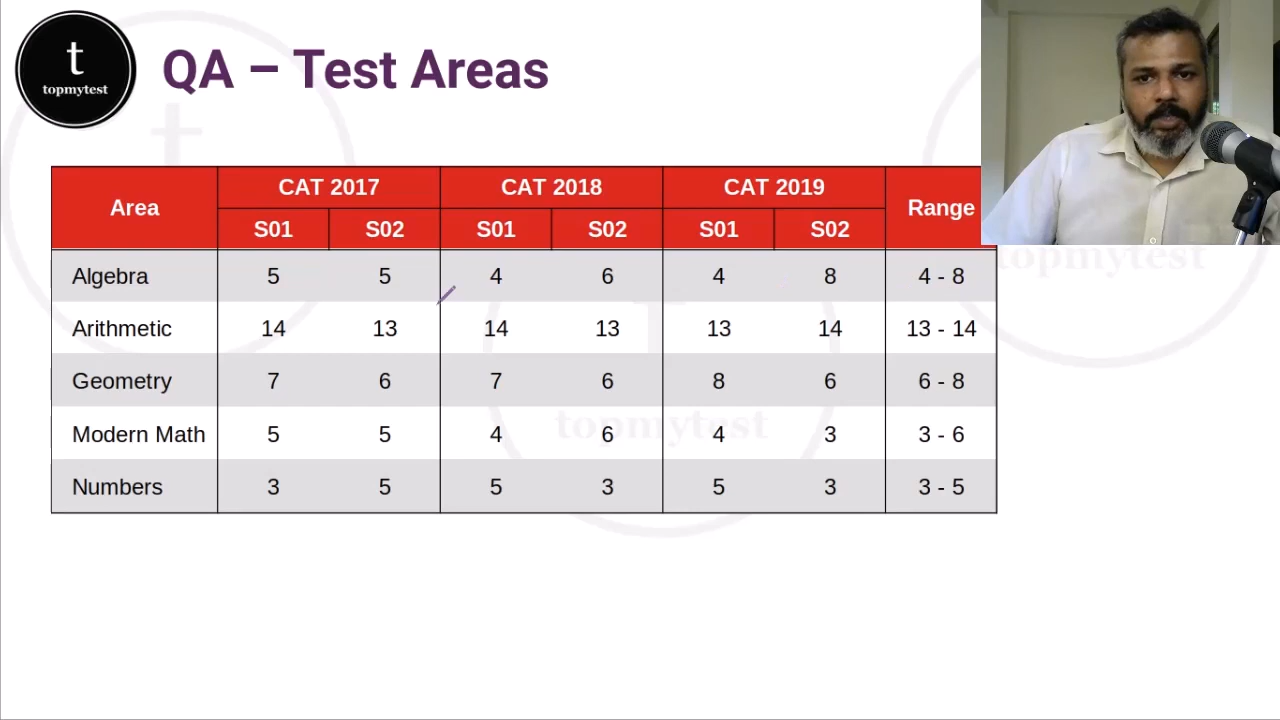 t
topmytest
QA – Test Areas
Area CAT 2017 CAT 2018 CAT 2019 Range
S01 S02 S01 S02 S01 S02
Algebra 5 5 4 6 4 8 4 - 8
Arithmetic 14 13 14 13 13 14 13 - 14
Geometry 7 6 7 6 8 6 6 - 8
Modern Math 5 5 4 6 4 3 3 - 6
Numbers 3 5 5 3 5 3 3 - 5
topmytest
topmytest